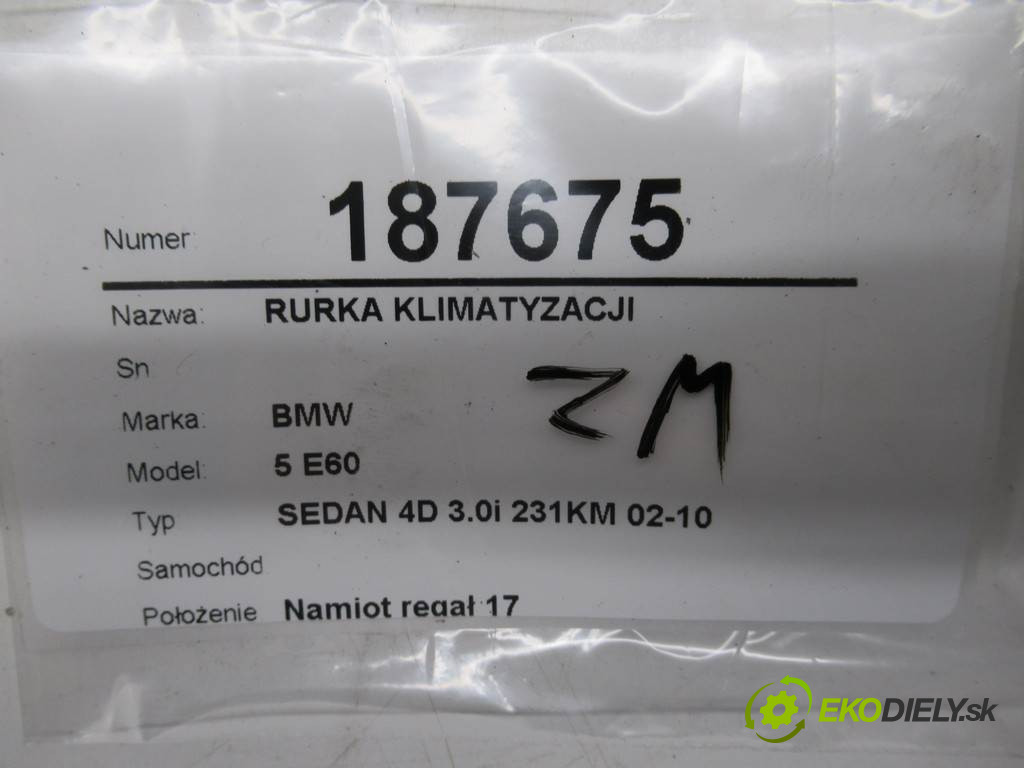 Numer: 187675
Nazwa: RURKA KLIMATYZACJI
Sn
ZM
Marka: BMW
Model: 5 E60
Typ SEDAN 4D 3.0i 231KM 02-10
Samochód
Położenie Namiot regał 17
EKODIELY.sk